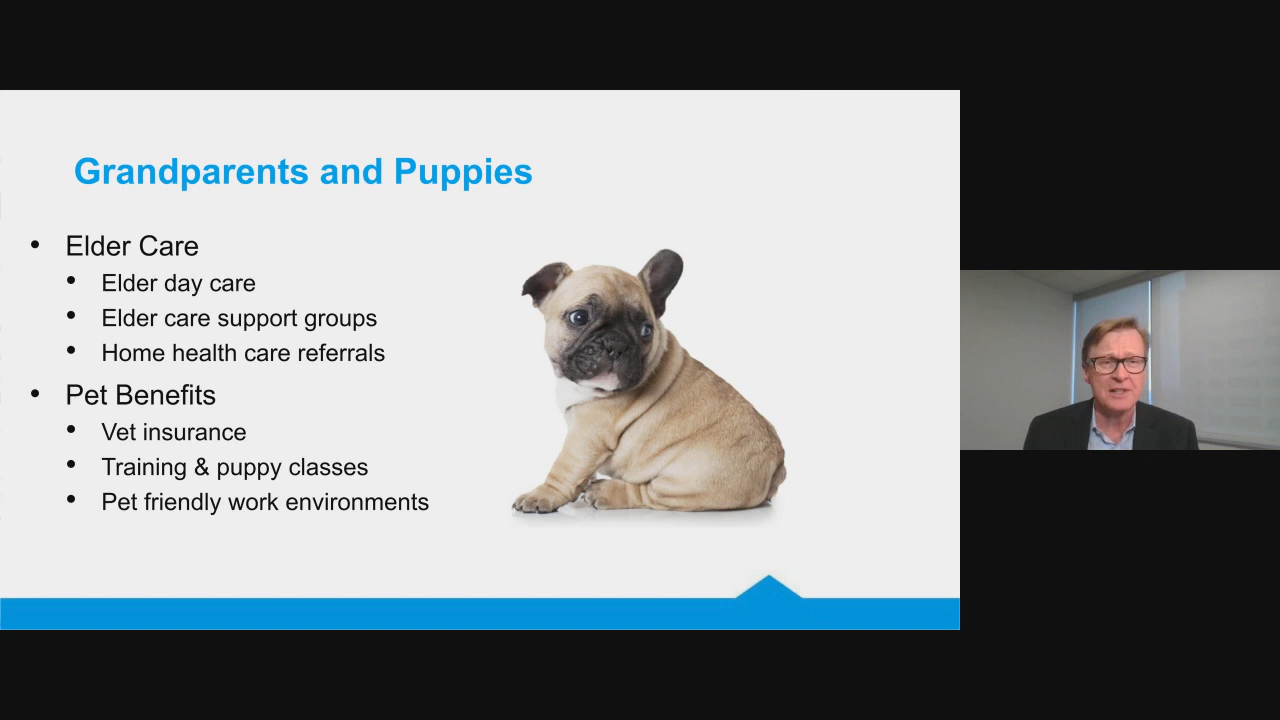 Grandparents and Puppies
• Elder Care
• Elder day care
• Elder care support groups
• Home health care referrals
• Pet Benefits
• Vet insurance
• Training & puppy classes
• Pet friendly work environments